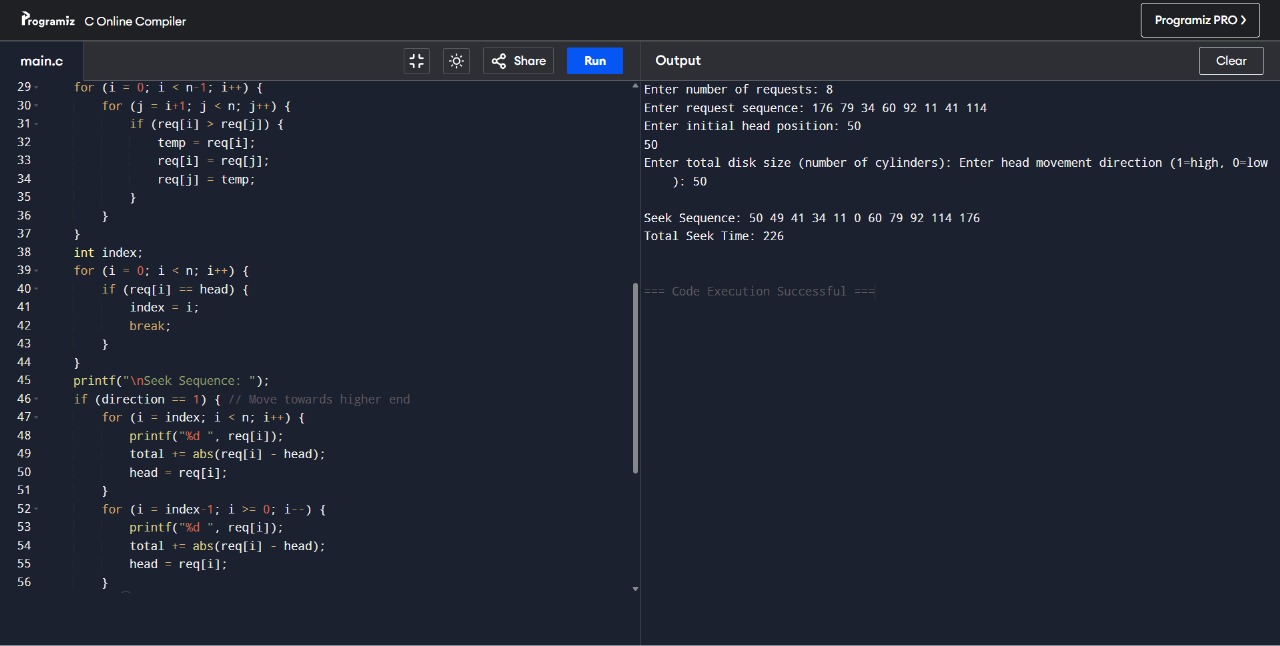 Programiz C Online Compiler
Programiz PRO >
main.c
Share
Run
29 for (i = 0; i < n-1; i++) {
30 for (j = i+1; j < n; j++) {
31 if (req[i] > req[j]) {
32 temp = req[i];
33 req[i] = req[j];
34 req[j] = temp;
35 }
36 }
37 }
38 int index;
39 for (i = 0; i < n; i++) {
40 if (req[i] == head) {
41 index = i;
42 break;
43 }
44 }
45 printf("\nSeek Sequence: ");
46 if (direction == 1) { // Move towards higher end
47 for (i = index; i < n; i++) {
48 printf("%d ", req[i]);
49 total += abs(req[i] - head);
50 head = req[i];
51 }
52 for (i = index-1; i >= 0; i--) {
53 printf("%d ", req[i]);
54 total += abs(req[i] - head);
55 head = req[i];
56 }
Output
Clear
Enter number of requests: 8
Enter request sequence: 176 79 34 60 92 11 41 114
Enter initial head position: 50
50
Enter total disk size (number of cylinders): Enter head movement direction (1=high, 0=low
): 50
Seek Sequence: 50 49 41 34 11 0 60 79 92 114 176
Total Seek Time: 226
=== Code Execution Successful ===